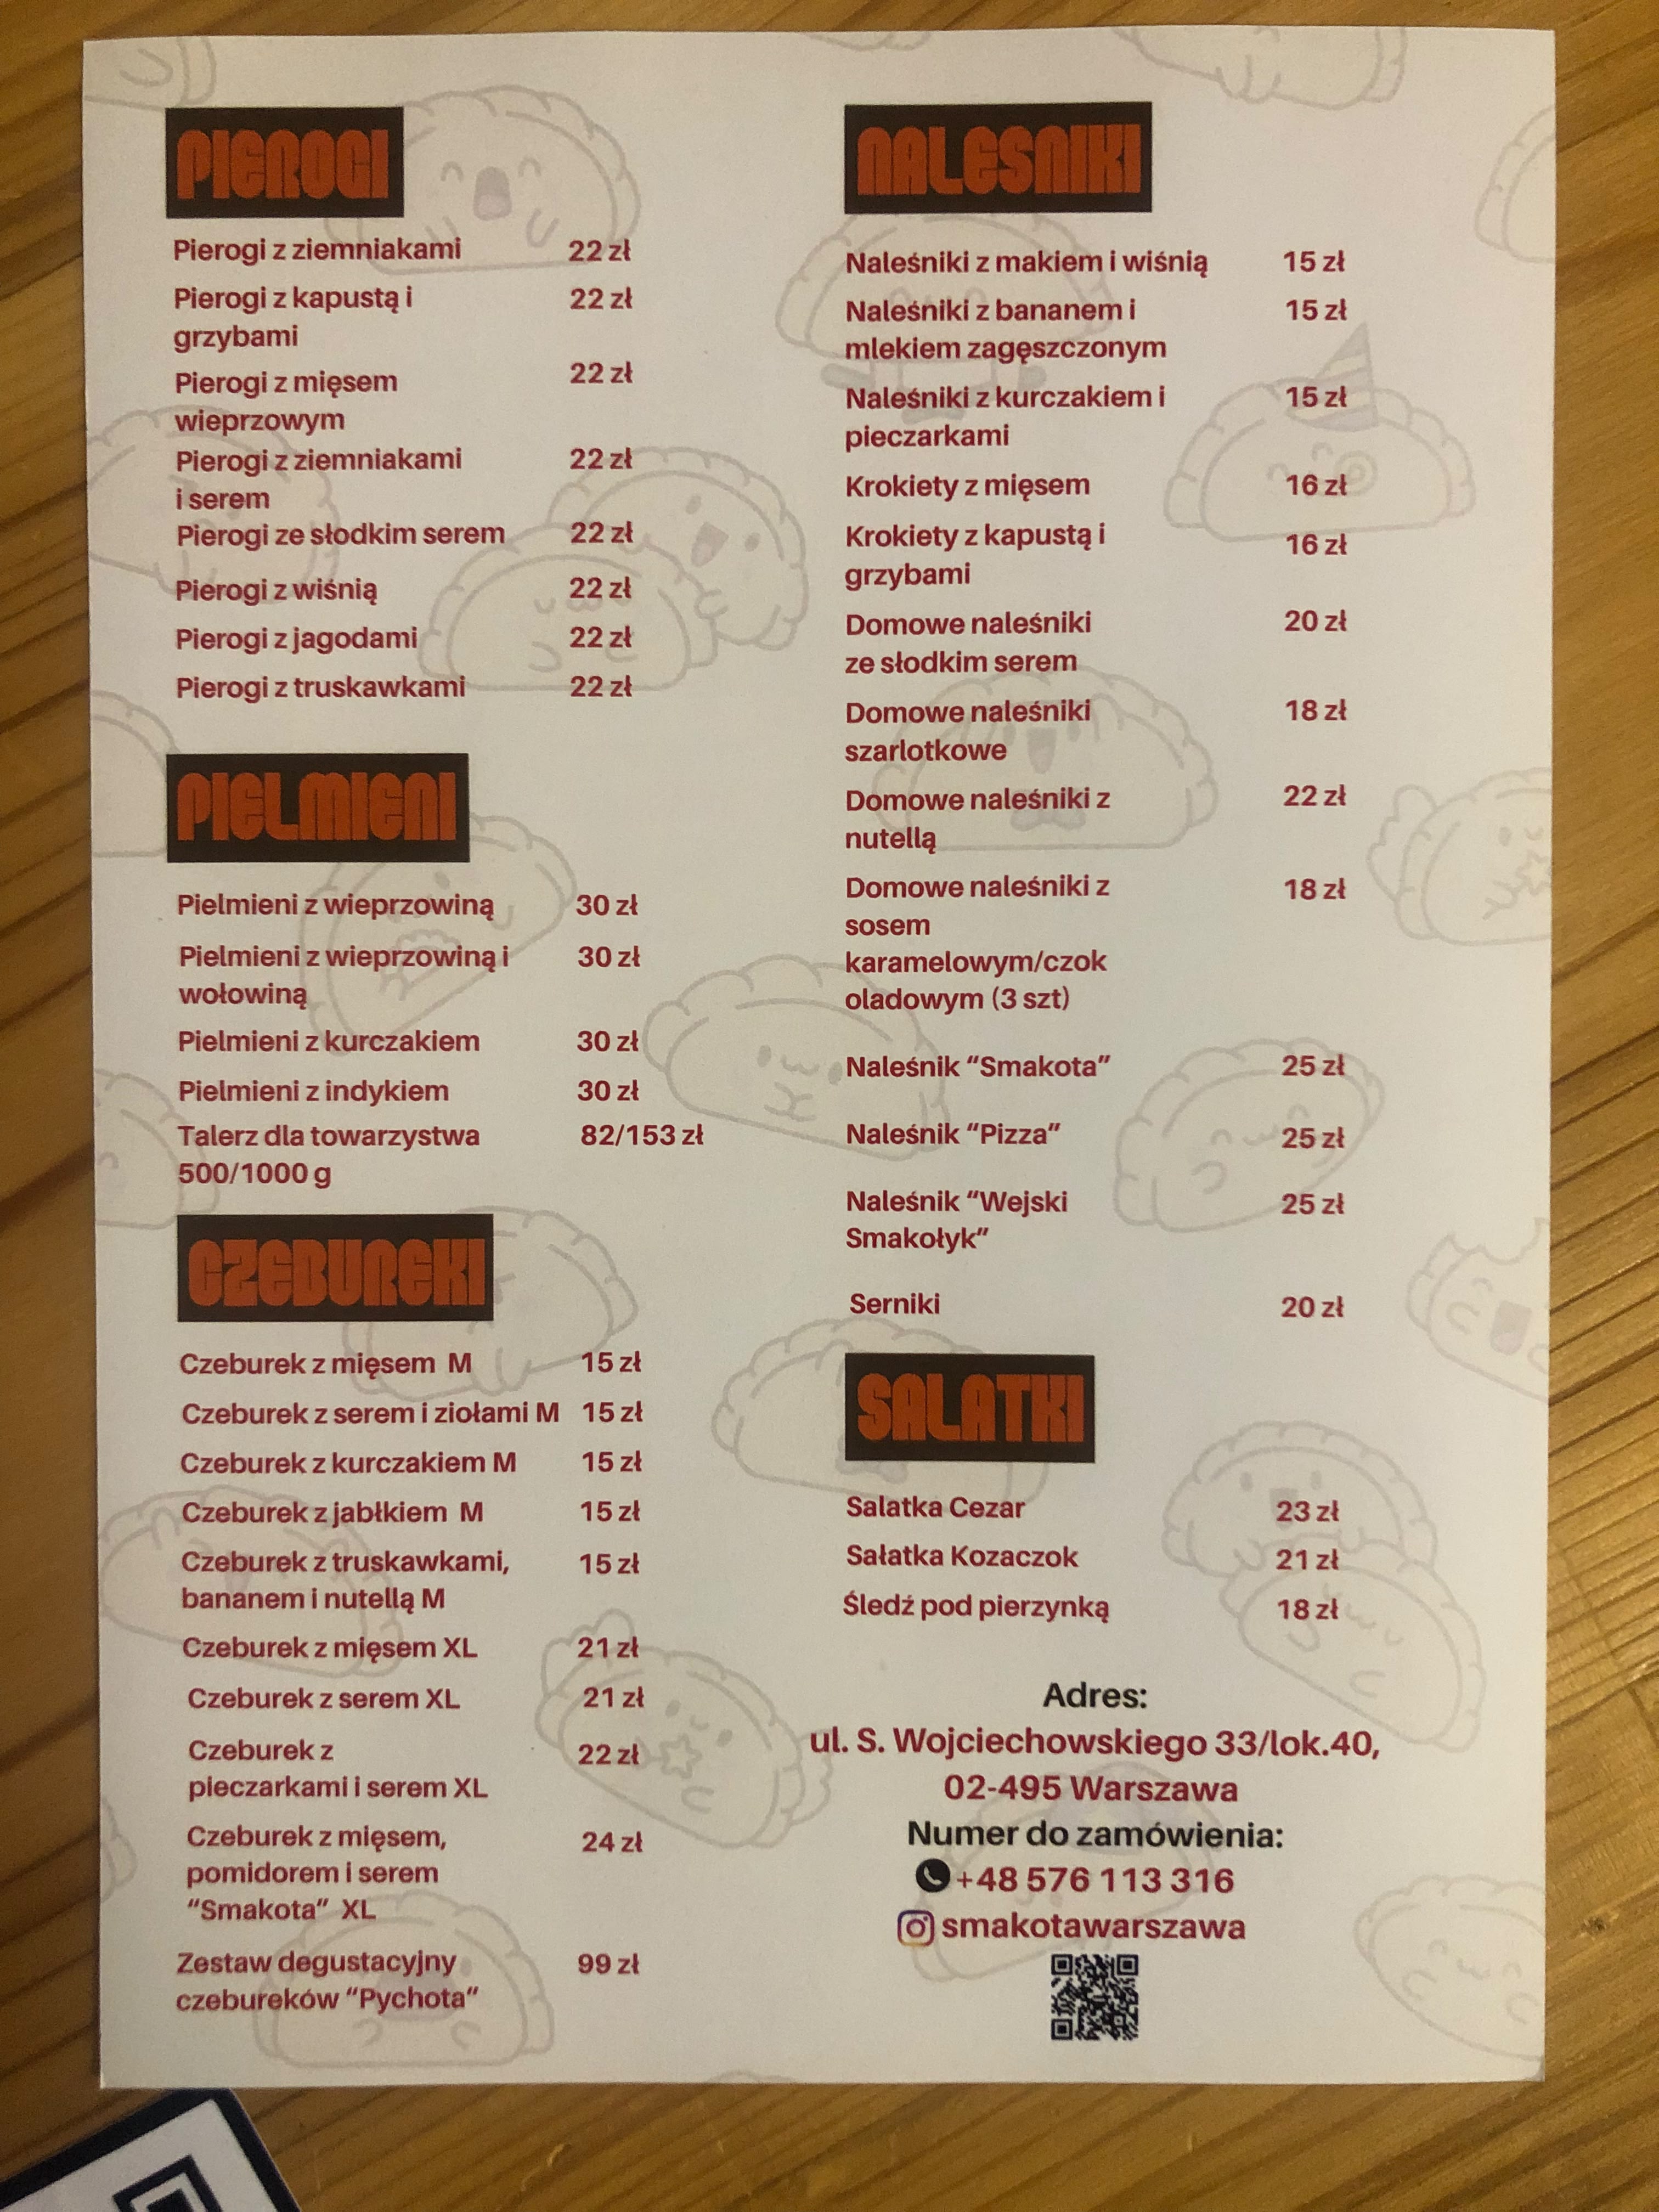 PIEROGI
Pierogi z ziemniakami 22 zł
Pierogi z kapustą i 22 zł
grzybami
Pierogi z mięsem 22 zł
wieprzowym
Pierogi z ziemniakami 22 zł
i serem
Pierogi ze słodkim serem 22 zł
Pierogi z wiśnią 22 zł
Pierogi z jagodami 22 zł
Pierogi z truskawkami 22 zł
PIELMIENI
Pielmieni z wieprzowiną 30 zł
Pielmieni z wieprzowiną i 30 zł
wołowiną
Pielmieni z kurczakiem 30 zł
Pielmieni z indykiem 30 zł
Talerz dla towarzystwa 82/153 zł
500/1000 g
CZEBUREKI
Czeburek z mięsem M 15 zł
Czeburek z serem i ziołami M 15 zł
Czeburek z kurczakiem M 15 zł
Czeburek z jabłkiem M 15 zł
Czeburek z truskawkami, 15 zł
bananem i nutellą M
Czeburek z mięsem XL 21 zł
Czeburek z serem XL 21 zł
Czeburek z 22 zł
pieczarkami i serem XL
Czeburek z mięsem, 24 zł
pomidorem i serem
“Smakota” XL
Zestaw degustacyjny 99 zł
czebureków “Pychota”
NALESNIKI
Naleśniki z makiem i wiśnią 15 zł
Naleśniki z bananem i 15 zł
mlekiem zagęszczonym
Naleśniki z kurczakiem i 15 zł
pieczarkami
Krokiety z mięsem 16 zł
Krokiety z kapustą i 16 zł
grzybami
Domowe naleśniki 20 zł
ze słodkim serem
Domowe naleśniki 18 zł
szarlotkowe
Domowe naleśniki z 22 zł
nutellą
Domowe naleśniki z 18 zł
sosem
karamelowym/czok
oladowym (3 szt)
Naleśnik “Smakota” 25 zł
Naleśnik “Pizza” 25 zł
Naleśnik “Wejski 25 zł
Smakołyk”
Serniki 20 zł
SALATKI
Salatka Cezar 23 zł
Sałatka Kozaczok 21 zł
Śledź pod pierzynką 18 zł
Adres:
ul. S. Wojciechowskiego 33/lok.40,
02-495 Warszawa
Numer do zamówienia:
+48 576 113 316
smakotawarszawa